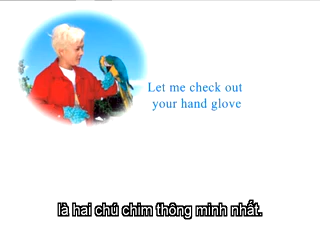 Let me check out
your hand glove
là hai chú chim thông minh nhất.